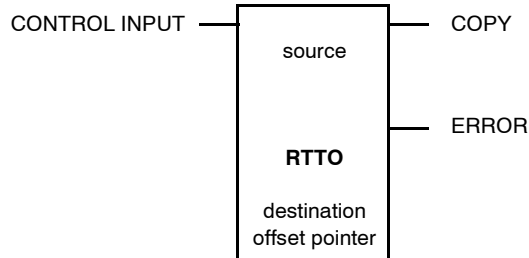 CONTROL INPUT
COPY
source
ERROR
RTTO
destination
offset pointer